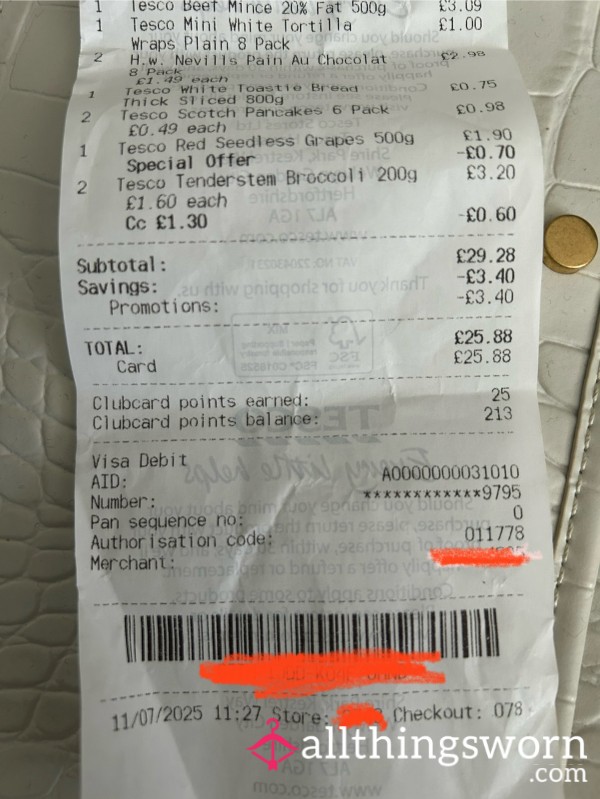 1 Tesco Beef Mince 20% Fat 500g £3.09
1 Tesco Mini White Tortilla £1.00
Wraps Plain 8 Pack
2 H.w. Nevills Pain Au Chocolat £2.98
8 Pack
£1.49 each
1 Tesco White Toastie Bread £0.75
Thick Sliced 800g
2 Tesco Scotch Pancakes 6 Pack £0.98
£0.49 each
1 Tesco Red Seedless Grapes 500g £1.90
Special Offer -£0.70
2 Tesco Tenderstem Broccoli 200g £3.20
£1.60 each
Cc £1.30 -£0.60
Subtotal: £29.28
Savings: -£3.40
Promotions: -£3.40
TOTAL: £25.88
Card £25.88
Clubcard points earned: 25
Clubcard points balance: 213
Visa Debit
AID: A0000000031010
Number: ************9795
Pan sequence no: 0
Authorisation code: 011778
Merchant:
11/07/2025 11:27 Store: Checkout: 078
allthingsworn
.com